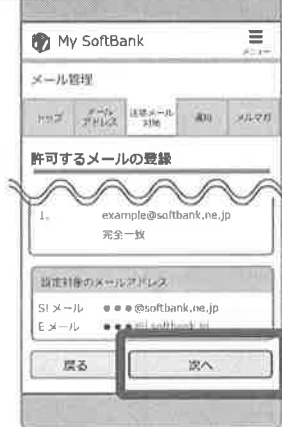 My SoftBank
メニュー
メール管理
トップ メールアドレス 迷惑メール対策 通知 メルマガ
許可するメールの登録
1. example@softbank.ne.jp
完全一致
設定対象のメールアドレス
S!メール ●●●@softbank.ne.jp
Eメール ●●●@i.softbank.jp
戻る 次へ